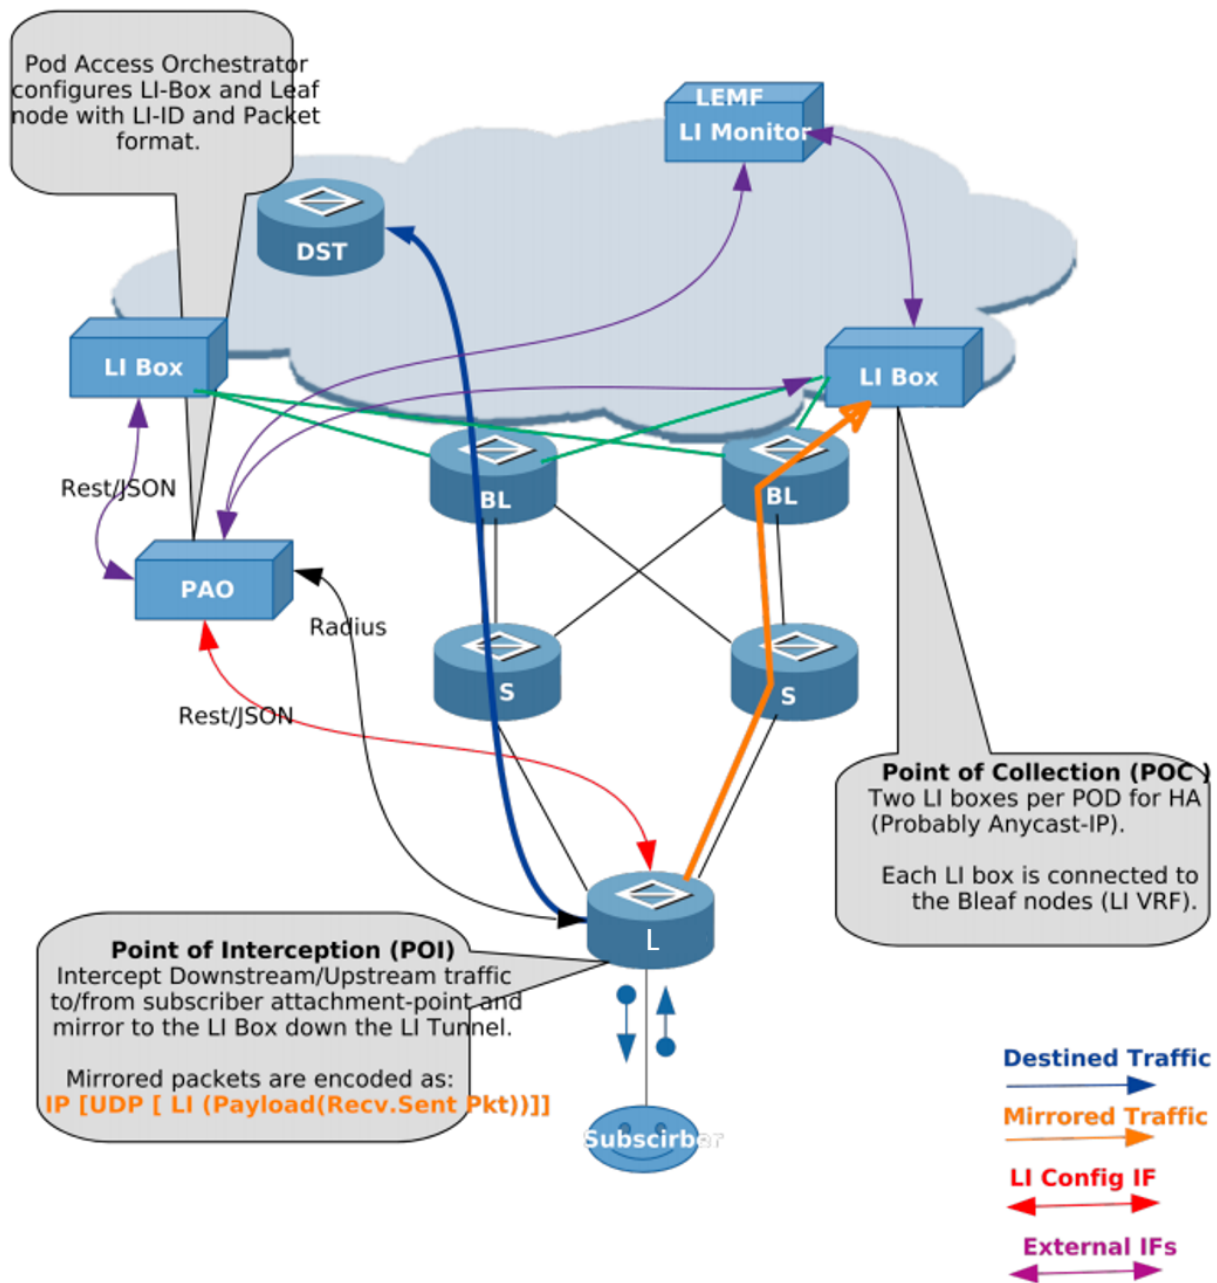 Pod Access Orchestrator
configures LI-Box and Leaf
node with LI-ID and Packet
format.
LEMF
LI Monitor
DST
LI Box
LI Box
Rest/JSON
BL
BL
PAO
Radius
S
S
Rest/JSON
Point of Collection (POC )
Two LI boxes per POD for HA
(Probably Anycast-IP).
Each LI box is connected to
the Bleaf nodes (LI VRF).
L
Point of Interception (POI)
Intercept Downstream/Upstream traffic
to/from subscriber attachment-point and
mirror to the LI Box down the LI Tunnel.
Mirrored packets are encoded as:
IP [UDP [ LI (Payload(Recv.Sent Pkt))]]
Subscirber
Destined Traffic
Mirrored Traffic
LI Config IF
External IFs